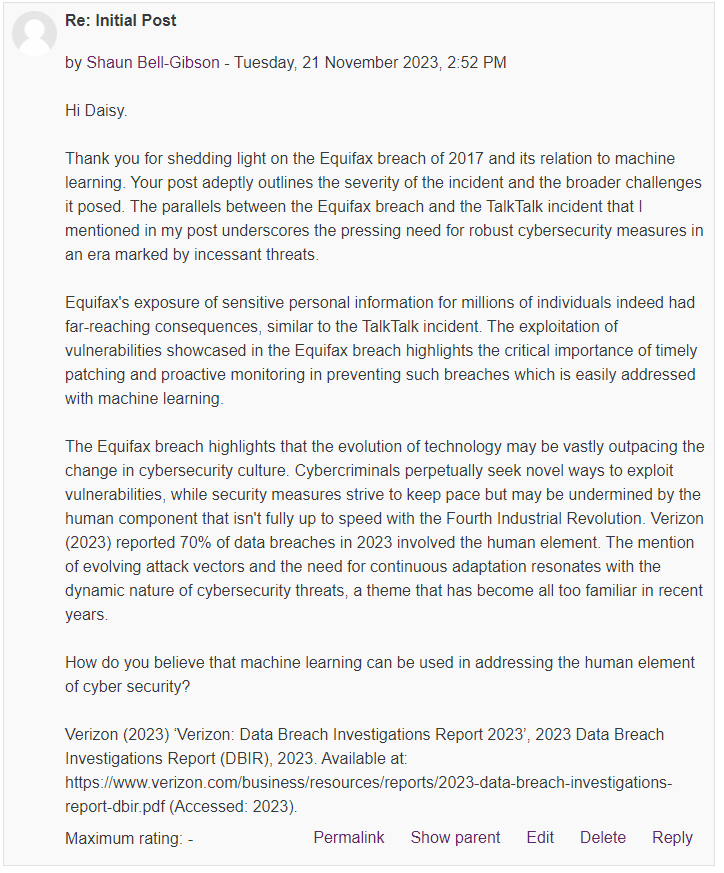 Re: Initial Post
by Shaun Bell-Gibson - Tuesday, 21 November 2023, 2:52 PM
Hi Daisy.
Thank you for shedding light on the Equifax breach of 2017 and its relation to machine
learning. Your post adeptly outlines the severity of the incident and the broader challenges
it posed. The parallels between the Equifax breach and the TalkTalk incident that I
mentioned in my post underscores the pressing need for robust cybersecurity measures in
an era marked by incessant threats.
Equifax's exposure of sensitive personal information for millions of individuals indeed had
far-reaching consequences, similar to the TalkTalk incident. The exploitation of
vulnerabilities showcased in the Equifax breach highlights the critical importance of timely
patching and proactive monitoring in preventing such breaches which is easily addressed
with machine learning.
The Equifax breach highlights that the evolution of technology may be vastly outpacing the
change in cybersecurity culture. Cybercriminals perpetually seek novel ways to exploit
vulnerabilities, while security measures strive to keep pace but may be undermined by the
human component that isn't fully up to speed with the Fourth Industrial Revolution. Verizon
(2023) reported 70% of data breaches in 2023 involved the human element. The mention
of evolving attack vectors and the need for continuous adaptation resonates with the
dynamic nature of cybersecurity threats, a theme that has become all too familiar in recent
years.
How do you believe that machine learning can be used in addressing the human element
of cyber security?
Verizon (2023) ‘Verizon: Data Breach Investigations Report 2023’, 2023 Data Breach
Investigations Report (DBIR), 2023. Available at:
https://www.verizon.com/business/resources/reports/2023-data-breach-investigations-
report-dbir.pdf (Accessed: 2023).
Maximum rating: - Permalink Show parent Edit Delete Reply